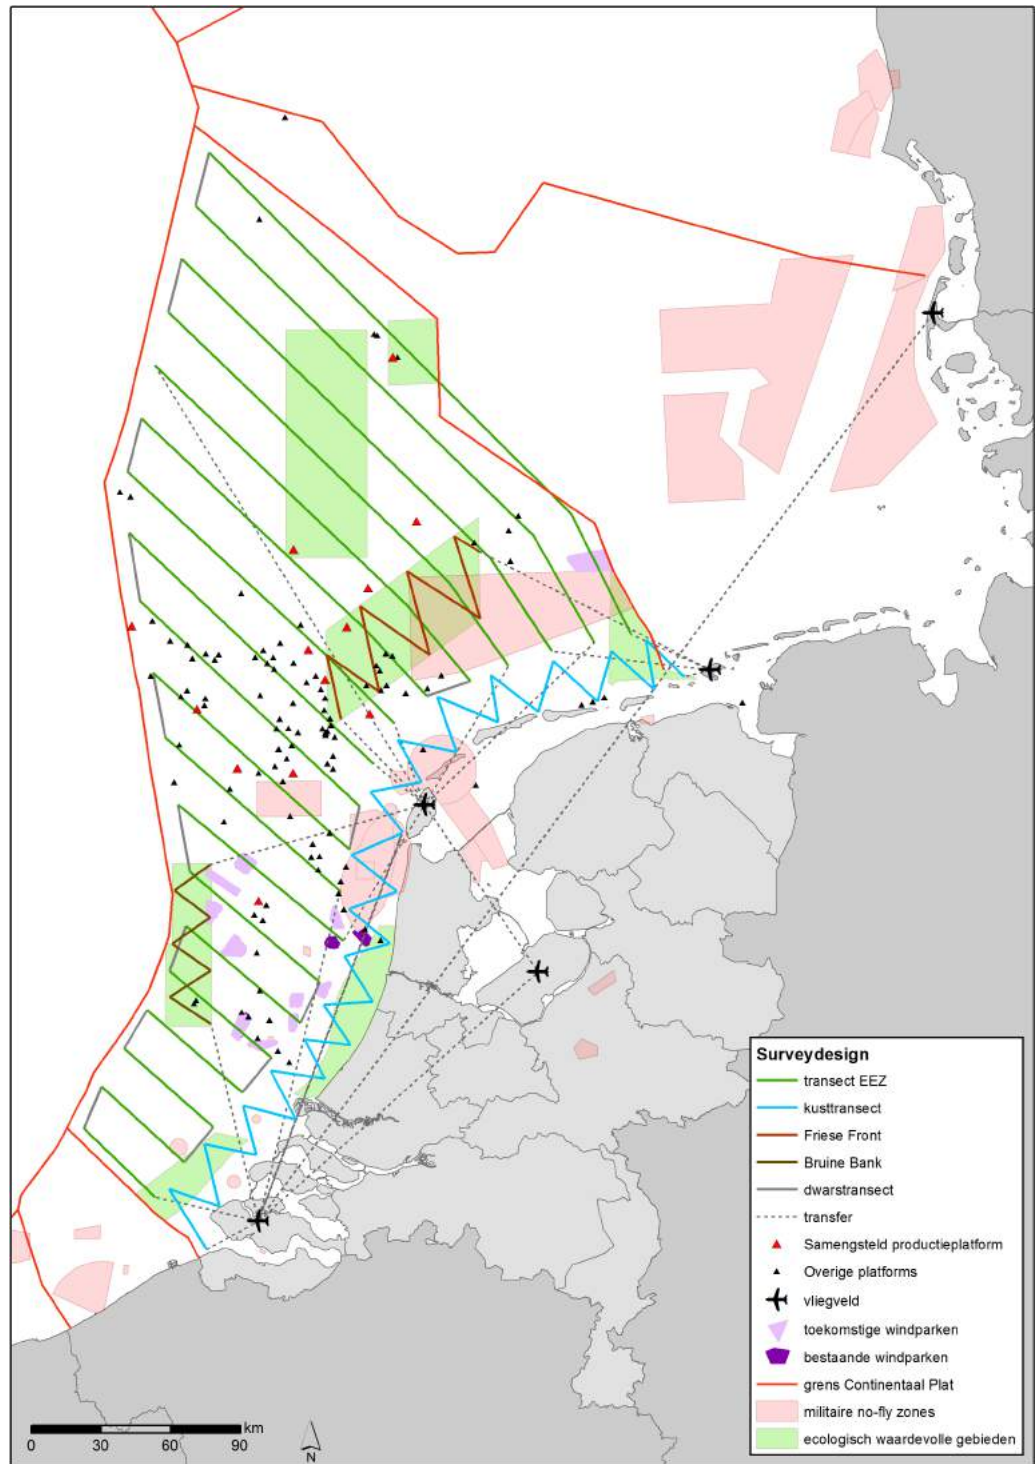 Surveydesign
transect EEZ
kusttransect
Friese Front
Bruine Bank
dwarstransect
transfer
Samengsteld productieplatform
Overige platforms
vliegveld
toekomstige windparken
bestaande windparken
grens Continentaal Plat
militaire no-fly zones
ecologisch waardevolle gebieden
km
0 30 60 90
N